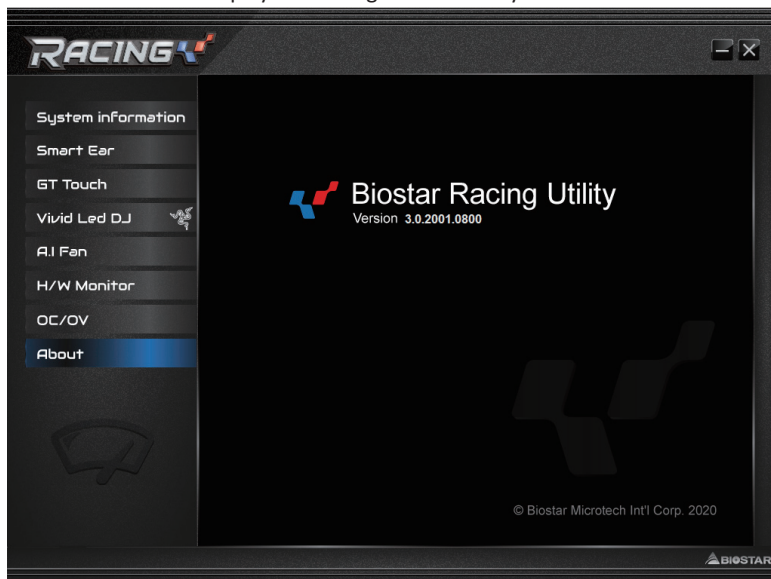 RACING
System information
Smart Ear
GT Touch
Vivid Led DJ
A.I Fan
H/W Monitor
OC/OV
About
Biostar Racing Utility
Version 3.0.2001.0800
© Biostar Microtech Int'l Corp. 2020
BIOSTAR